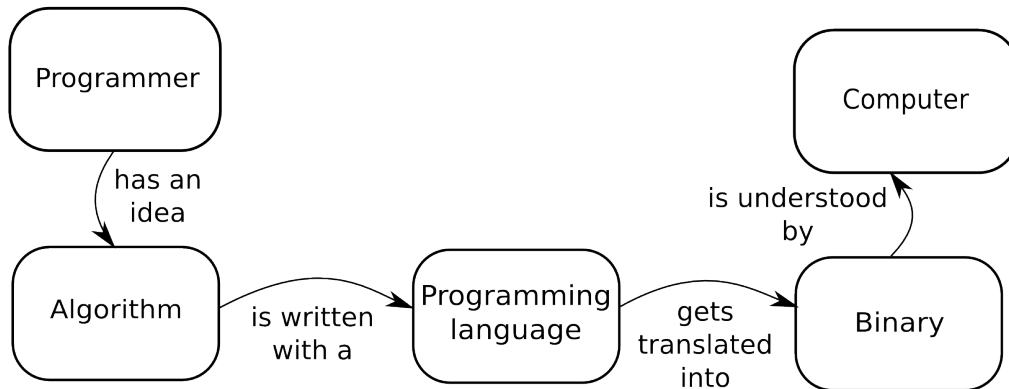 Programmer
has an
idea
Algorithm
is written
with a
Programming
language
gets
translated
into
Binary
is understood
by
Computer